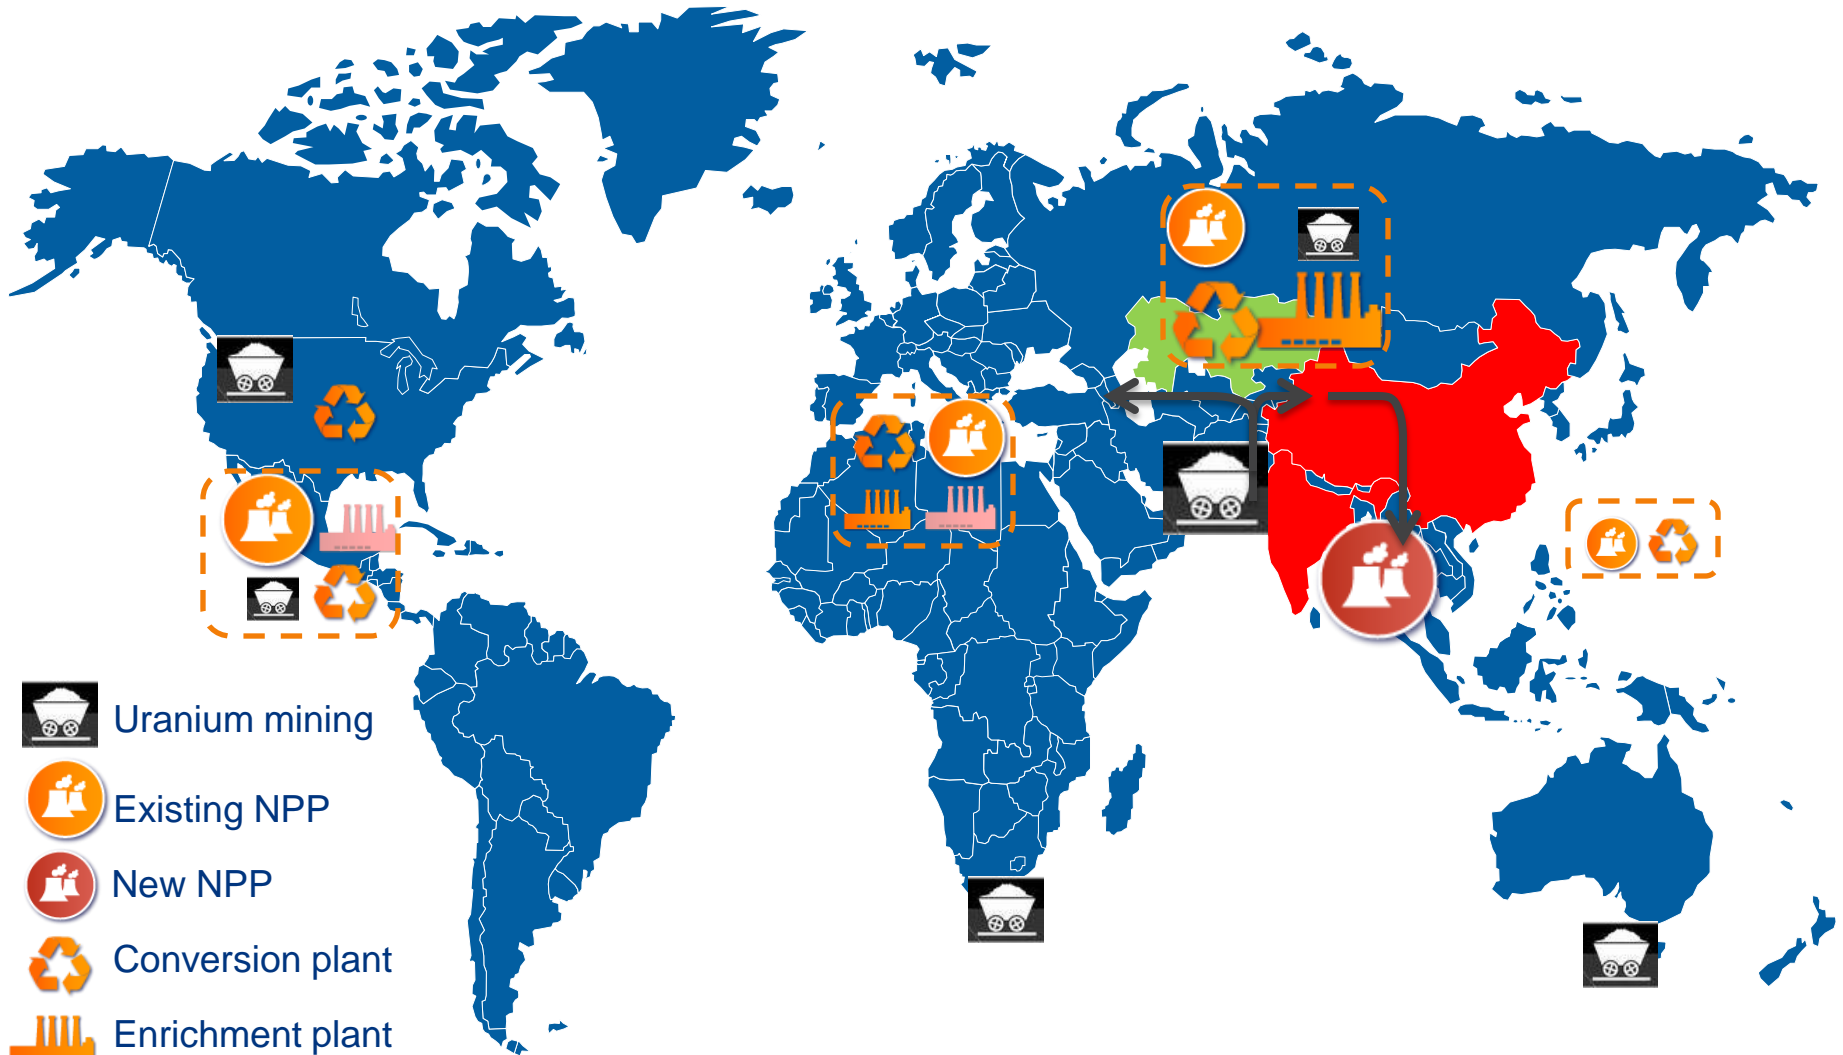 Uranium mining
Existing NPP
New NPP
Conversion plant
Enrichment plant